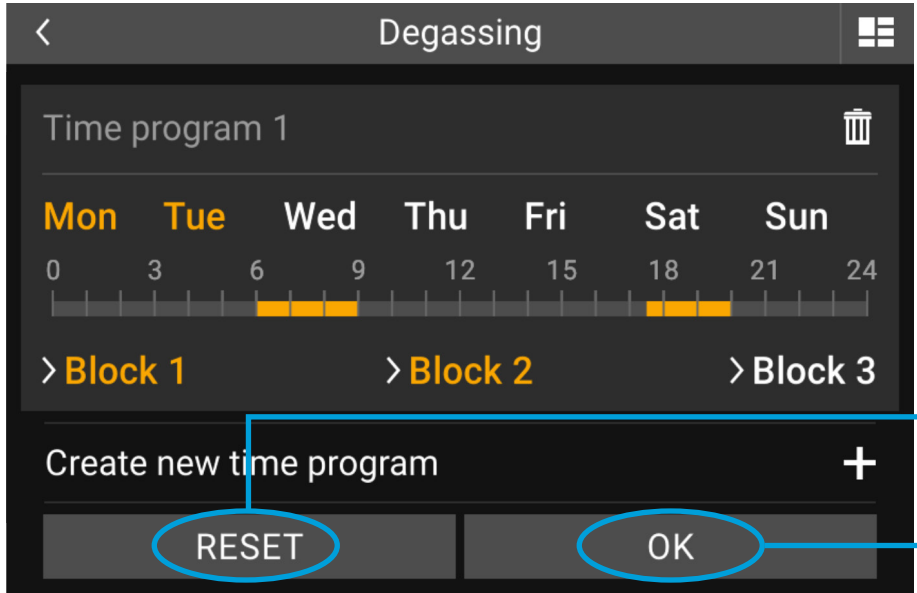 Degassing
Time program 1
Mon Tue Wed Thu Fri Sat Sun
0 3 6 9 12 15 18 21 24
Block 1 Block 2 Block 3
Create new time program
RESET OK